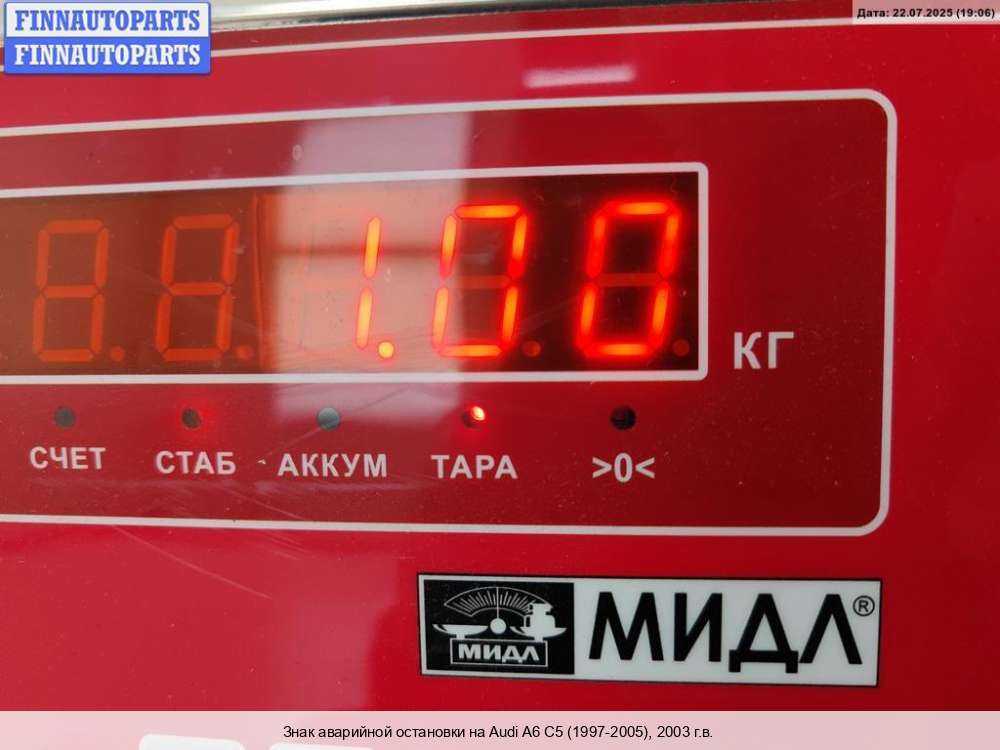 FINNAUTOPARTS
FINNAUTOPARTS
Дата: 22.07.2025 (19:06)
1.00
КГ
СЧЕТ СТАБ АККУМ ТАРА >0<
МИДЛ МИДЛ®
Знак аварийной остановки на Audi A6 C5 (1997-2005), 2003 г.в.